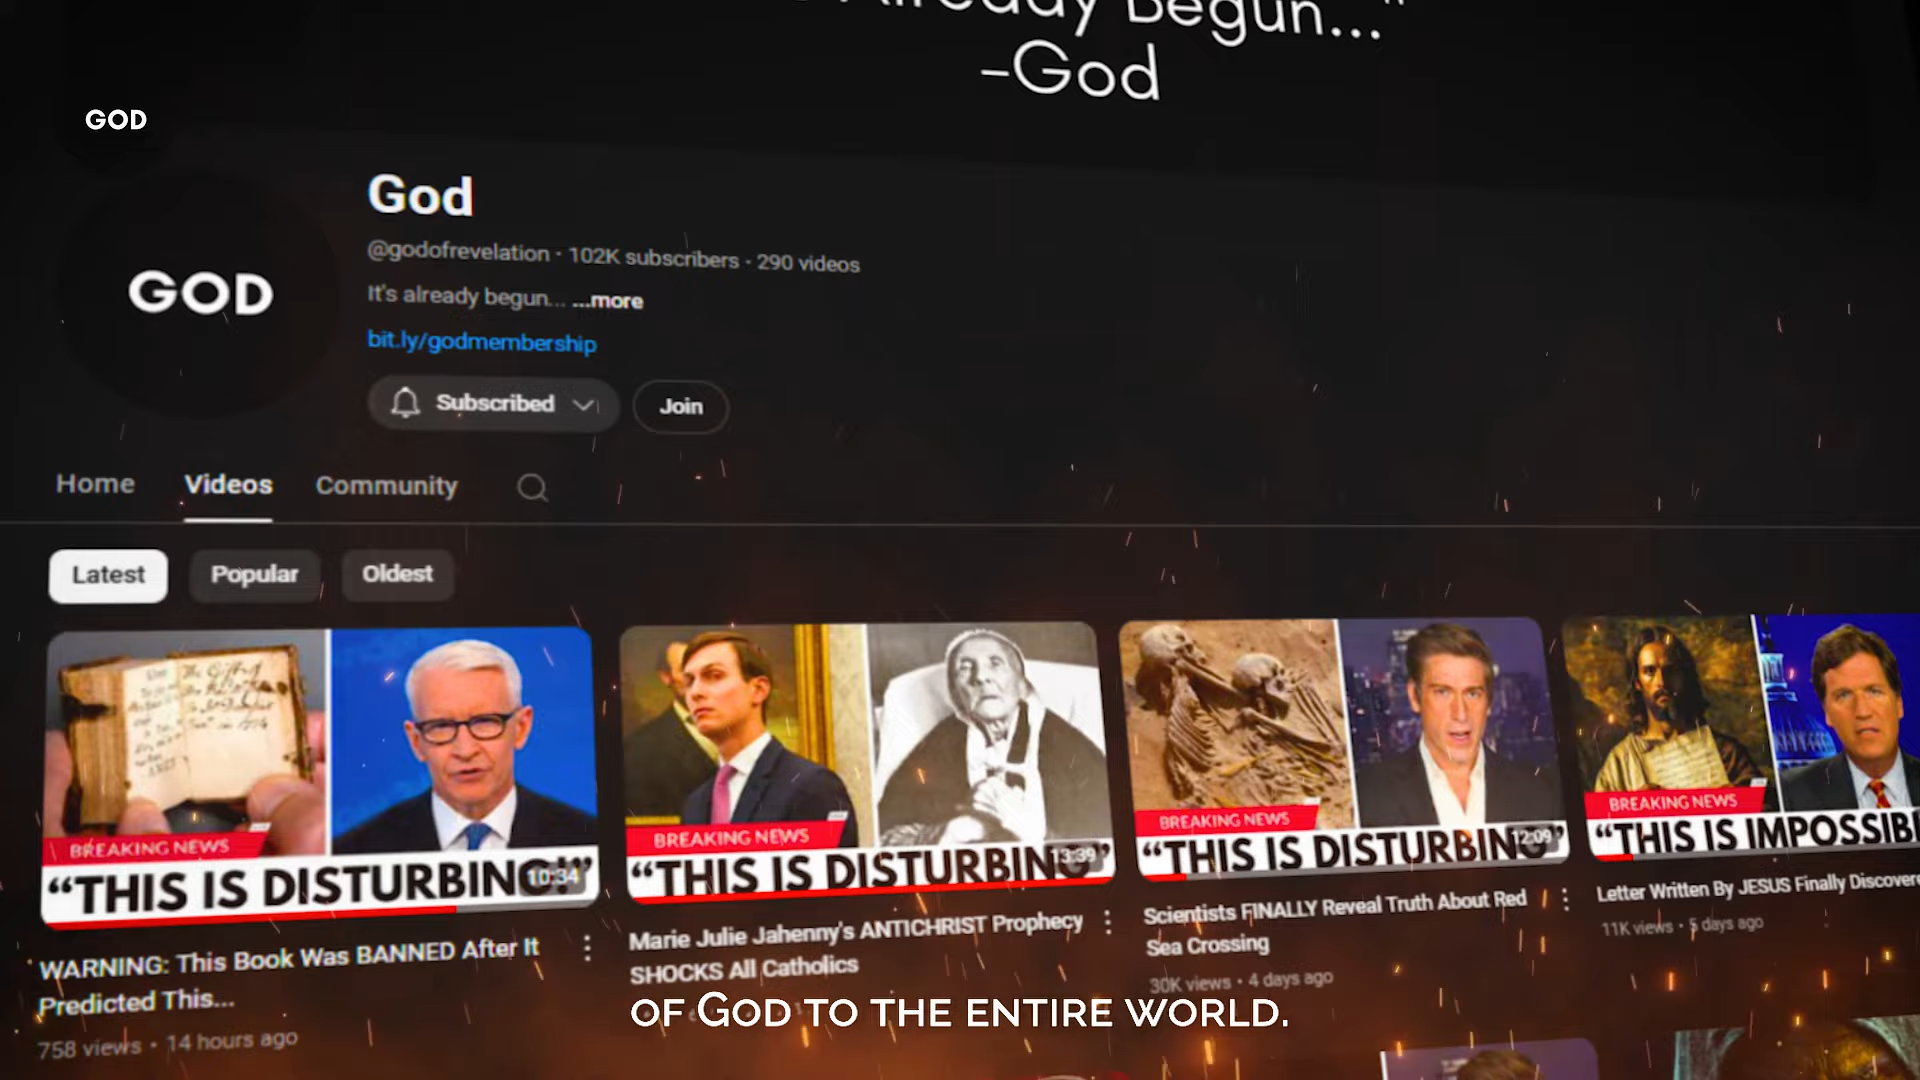 Already Begun..."
-God
GOD
God
@godofrevelation · 102K subscribers · 290 videos
It's already begun... ...more
bit.ly/godmembership
GOD
Subscribed
Join
Home
Videos
Community
Latest
Popular
Oldest
BREAKING NEWS
"THIS IS DISTURBING!"
10:34
WARNING: This Book Was BANNED After It
Predicted This...
758 views · 14 hours ago
BREAKING NEWS
"THIS IS DISTURBING"
13:39
Marie Julie Jahenny's ANTICHRIST Prophecy
SHOCKS All Catholics
BREAKING NEWS
"THIS IS DISTURBING"
12:09
Scientists FINALLY Reveal Truth About Red
Sea Crossing
30K views · 4 days ago
BREAKING NEWS
"THIS IS IMPOSSIB
Letter Written By JESUS Finally Discovere
11K views · 5 days ago
OF GOD TO THE ENTIRE WORLD.